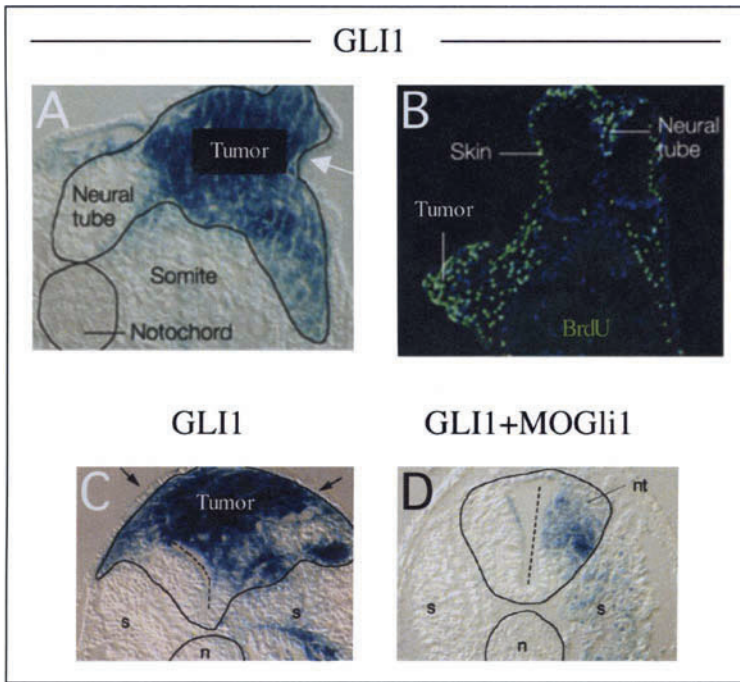 GLI1
A
Tumor
Neural
tube
Somite
Notochord
B
Skin
Neural
tube
Tumor
BrdU
GLI1
GLI1+MOGli1
C
Tumor
s
s
n
D
nt
s
s
n